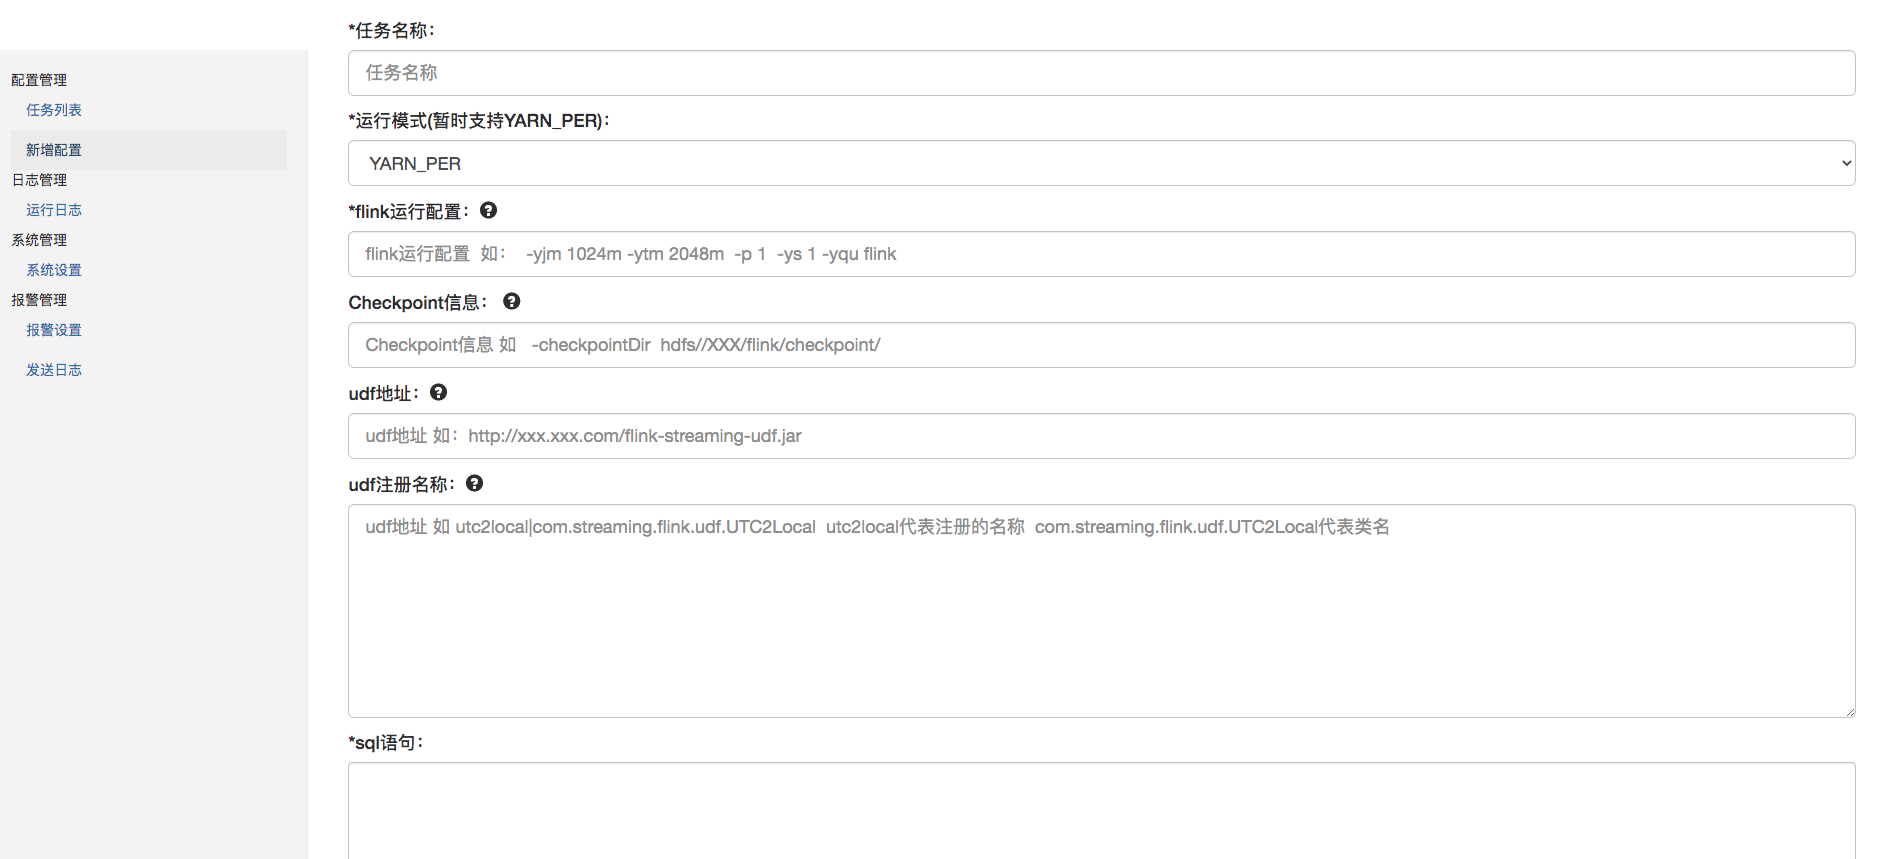 配置管理
任务列表
新增配置
日志管理
运行日志
系统管理
系统设置
报警管理
报警设置
发送日志
*任务名称：
任务名称
*运行模式(暂时支持YARN_PER)：
YARN_PER
*flink运行配置：
flink运行配置 如： -yjm 1024m -ytm 2048m -p 1 -ys 1 -yqu flink
Checkpoint信息：
Checkpoint信息 如 -checkpointDir hdfs//XXX/flink/checkpoint/
udf地址：
udf地址 如：http://xxx.xxx.com/flink-streaming-udf.jar
udf注册名称：
udf地址 如 utc2local|com.streaming.flink.udf.UTC2Local utc2local代表注册的名称 com.streaming.flink.udf.UTC2Local代表类名
*sql语句：